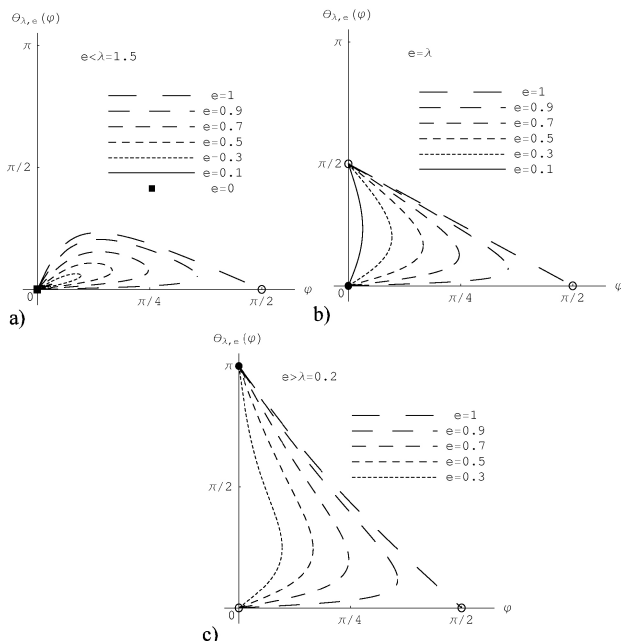 Θλ,e(φ)
π
e<λ=1.5
e=1
e=0.9
e=0.7
e=0.5
e=0.3
e=0.1
e=0
π/2
0
π/4
π/2
φ
a)
Θλ,e(φ)
π
e=λ
e=1
e=0.9
e=0.7
e=0.5
e=0.3
e=0.1
π/2
0
π/4
π/2
φ
b)
Θλ,e(φ)
π
e>λ=0.2
e=1
e=0.9
e=0.7
e=0.5
e=0.3
π/2
0
π/4
π/2
φ
c)